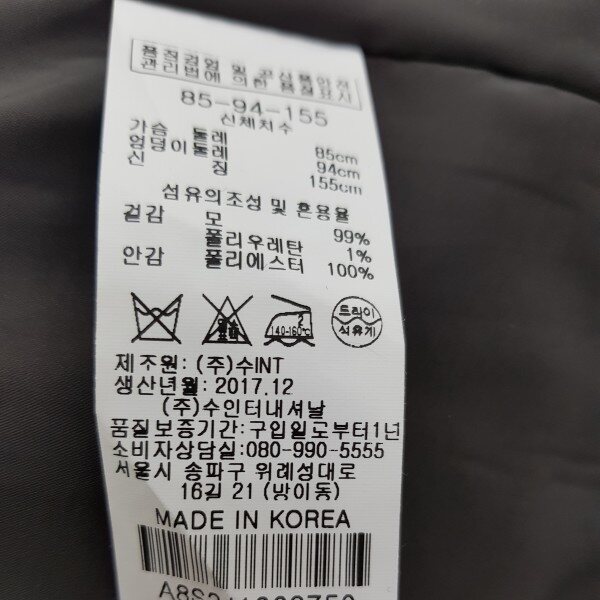 품질경영 및 공산품안전
관리법에 의한 품질표시
85-94-155
신체치수
가슴 둘레 85cm
엉덩이둘레 94cm
신 장 155cm
섬유의조성 및 혼용율
겉감 모 99%
폴리우레탄 1%
안감 폴리에스터 100%
염소표백
2
140-160℃
드라이
석유계
제조원: (주)수INT
생산년월: 2017.12
(주)수인터내셔날
품질보증기간: 구입일로부터1년
소비자상담실:080-990-5555
서울시 송파구 위례성대로
16길 21 (방이동)
MADE IN KOREA